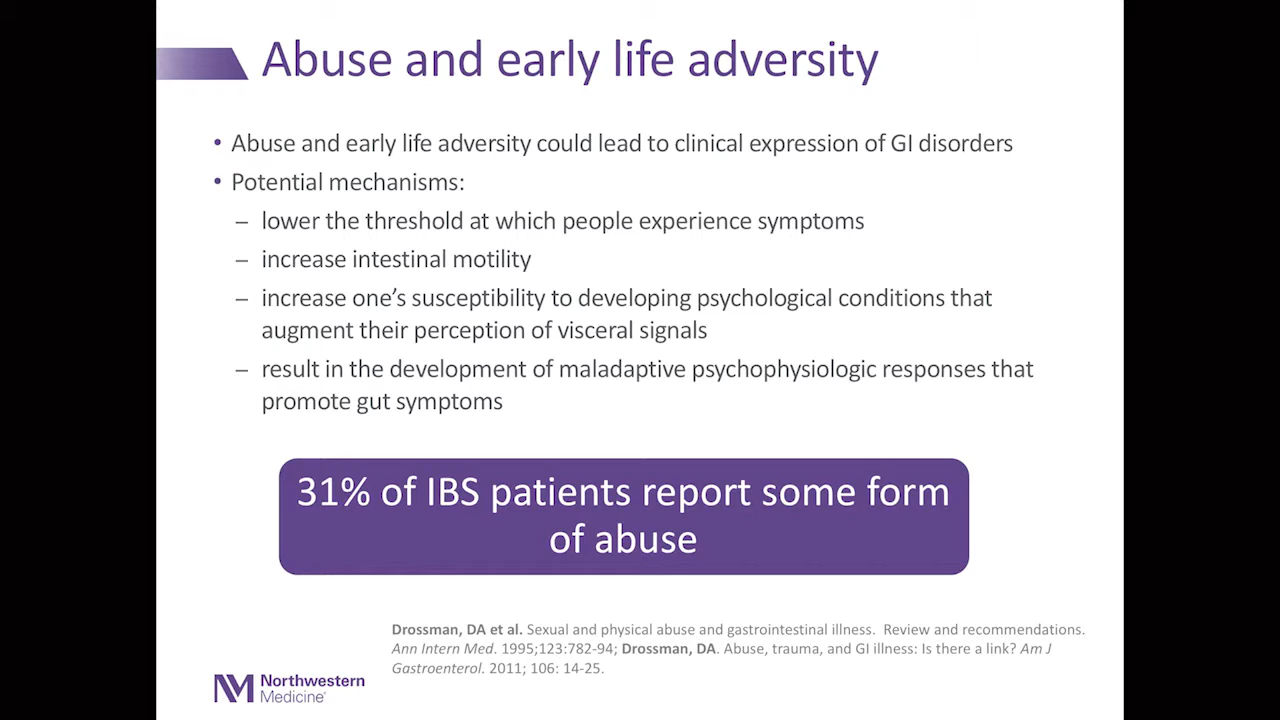 Abuse and early life adversity
• Abuse and early life adversity could lead to clinical expression of GI disorders
• Potential mechanisms:
– lower the threshold at which people experience symptoms
– increase intestinal motility
– increase one’s susceptibility to developing psychological conditions that
augment their perception of visceral signals
– result in the development of maladaptive psychophysiologic responses that
promote gut symptoms
31% of IBS patients report some form
of abuse
Drossman, DA et al. Sexual and physical abuse and gastrointestinal illness. Review and recommendations.
Ann Intern Med. 1995;123:782-94; Drossman, DA. Abuse, trauma, and GI illness: Is there a link? Am J
Gastroenterol. 2011; 106: 14-25.
Northwestern
Medicine®